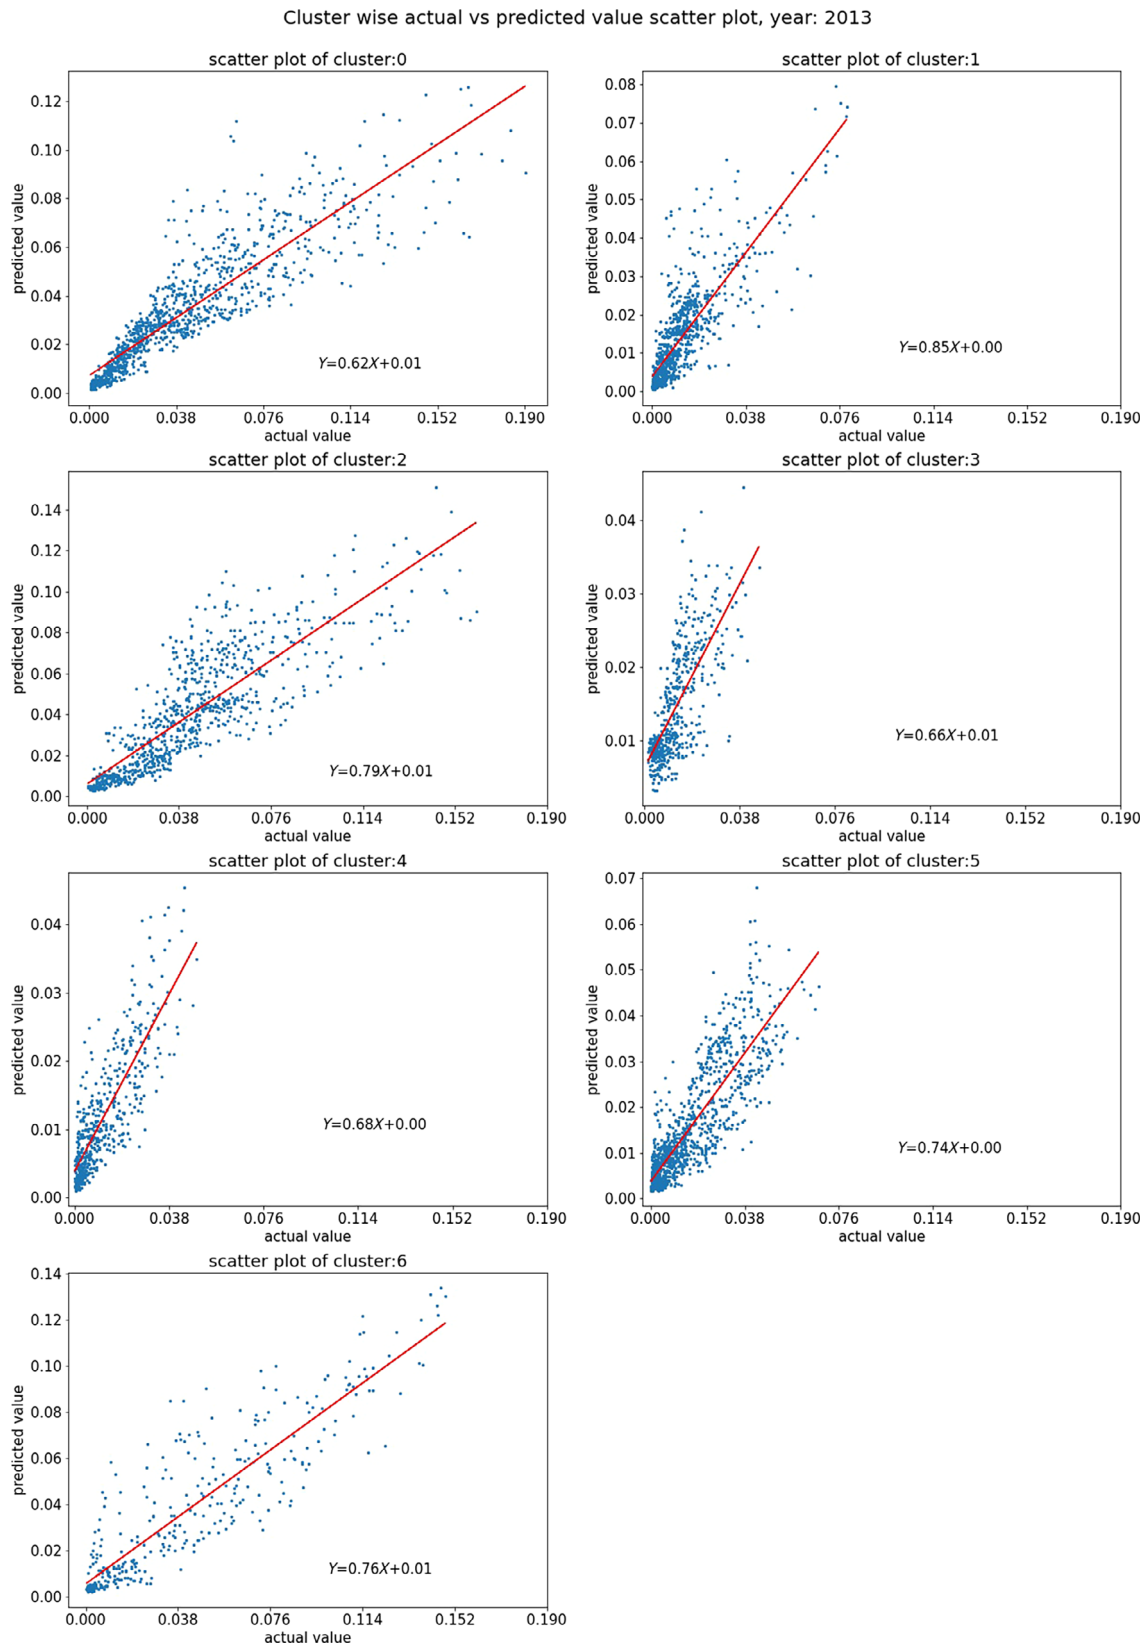 Cluster wise actual vs predicted value scatter plot, year: 2013
scatter plot of cluster:0
predicted value
0.12
0.10
0.08
0.06
0.04
0.02
0.00
Y=0.62X+0.01
0.000 0.038 0.076 0.114 0.152 0.190
actual value
scatter plot of cluster:1
predicted value
0.08
0.07
0.06
0.05
0.04
0.03
0.02
0.01
0.00
Y=0.85X+0.00
0.000 0.038 0.076 0.114 0.152 0.190
actual value
scatter plot of cluster:2
predicted value
0.14
0.12
0.10
0.08
0.06
0.04
0.02
0.00
Y=0.79X+0.01
0.000 0.038 0.076 0.114 0.152 0.190
actual value
scatter plot of cluster:3
predicted value
0.04
0.03
0.02
0.01
Y=0.66X+0.01
0.000 0.038 0.076 0.114 0.152 0.190
actual value
scatter plot of cluster:4
predicted value
0.04
0.03
0.02
0.01
0.00
Y=0.68X+0.00
0.000 0.038 0.076 0.114 0.152 0.190
actual value
scatter plot of cluster:5
predicted value
0.07
0.06
0.05
0.04
0.03
0.02
0.01
0.00
Y=0.74X+0.00
0.000 0.038 0.076 0.114 0.152 0.190
actual value
scatter plot of cluster:6
predicted value
0.14
0.12
0.10
0.08
0.06
0.04
0.02
0.00
Y=0.76X+0.01
0.000 0.038 0.076 0.114 0.152 0.190
actual value